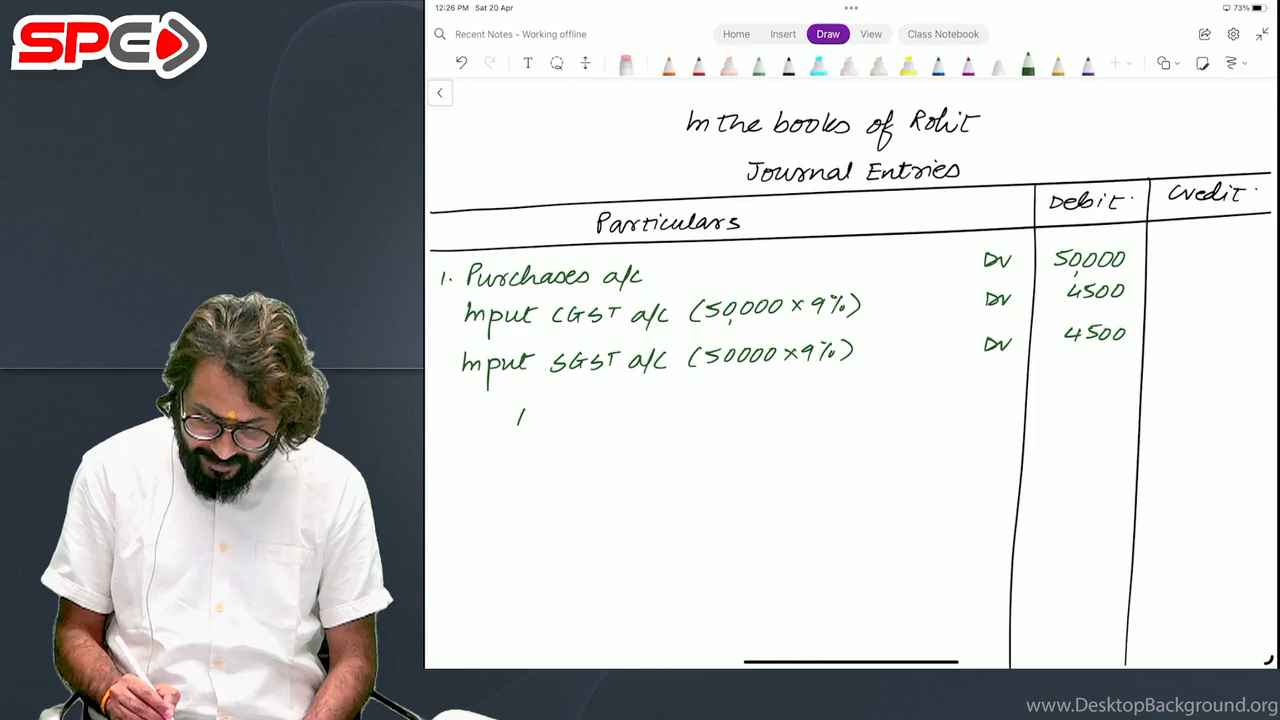 SPE
12:26 PM Sat 20 Apr
73%
Recent Notes - Working offline
Home Insert Draw View Class Notebook
T
In the books of Rohit
Journal Entries
Particulars Debit. Credit.
1. Purchases a/c Dr 50,000
Input CGST a/c (50,000 × 9%) Dr 4500
Input SGST a/c (50000 × 9%) Dr 4500
www.DesktopBackground.org